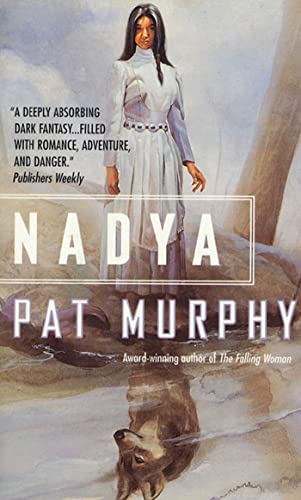 "A DEEPLY ABSORBING
DARK FANTASY...FILLED
WITH ROMANCE, ADVENTURE,
AND DANGER."
Publishers Weekly
NADYA
PAT MURPHY
Award-winning author of The Falling Woman